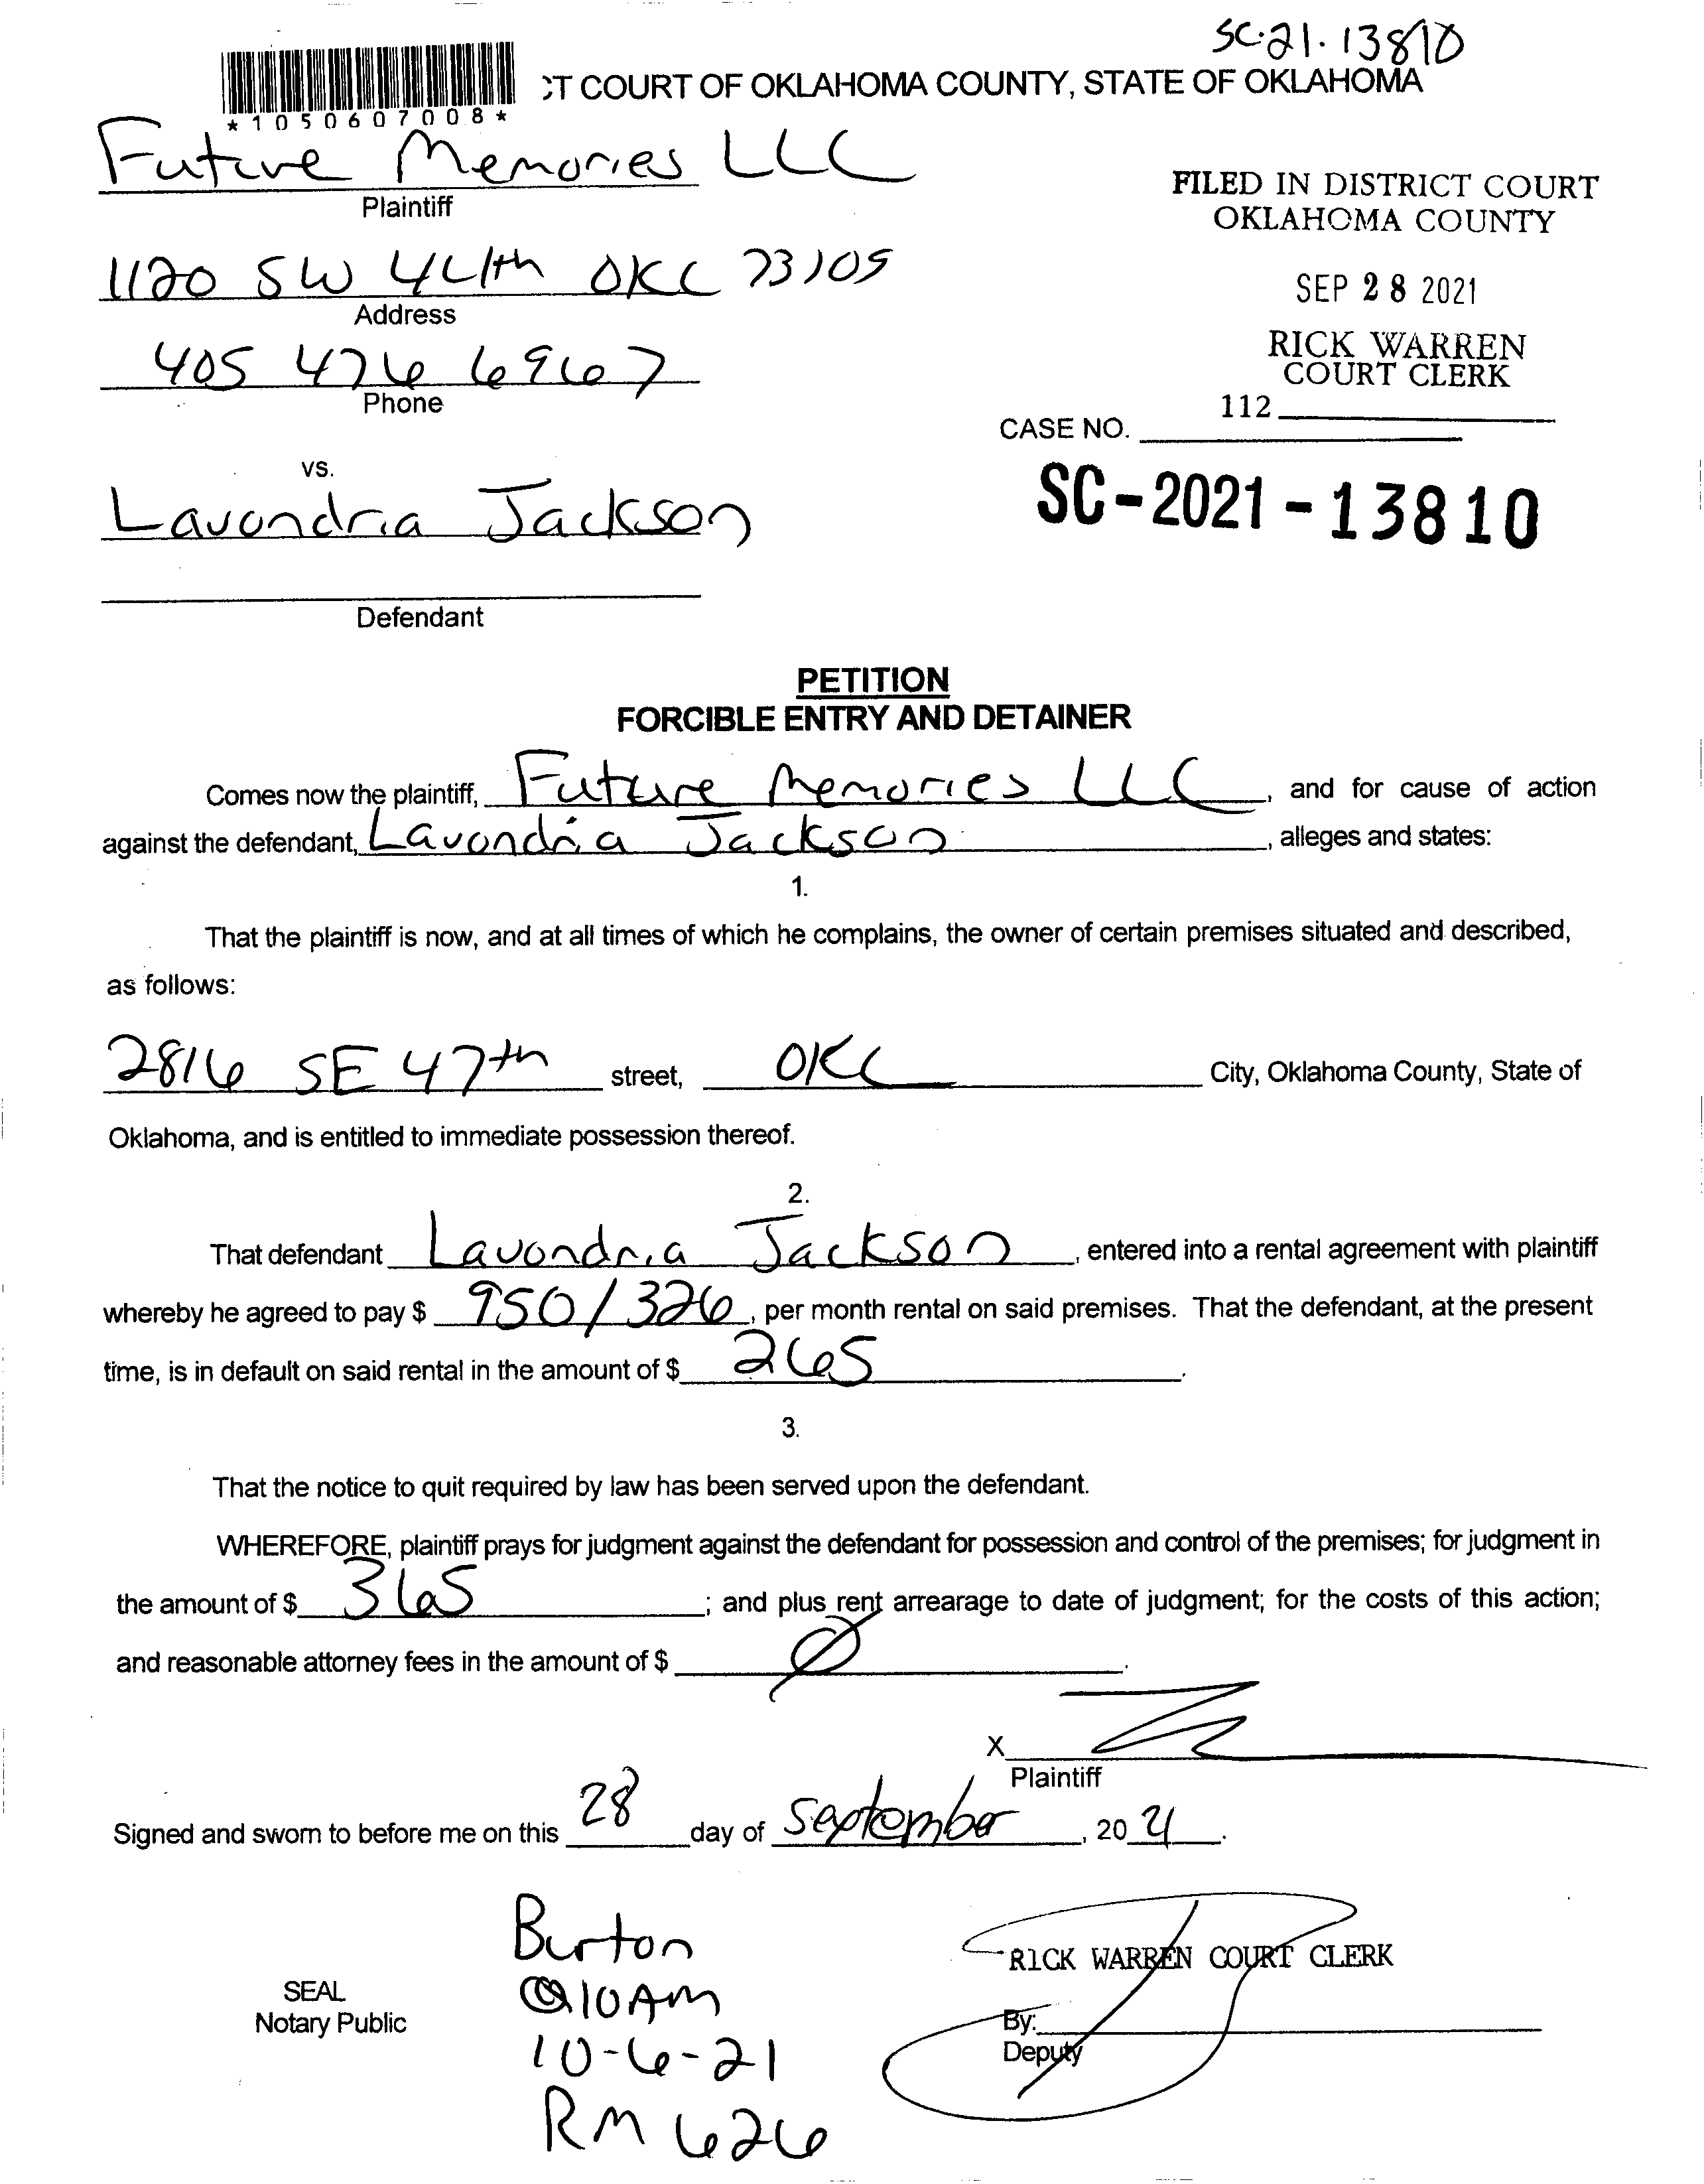 SC-21-13810
CT COURT OF OKLAHOMA COUNTY, STATE OF OKLAHOMA
*1050607008*
Future Memories LLC
Plaintiff
FILED IN DISTRICT COURT
OKLAHOMA COUNTY
1120 SW 44th OKC 73109
Address
SEP 28 2021
405 476 6967
Phone
RICK WARREN
COURT CLERK
112
CASE NO.
vs.
SC-2021-13810
Lavondria Jackson
Defendant
PETITION
FORCIBLE ENTRY AND DETAINER
Comes now the plaintiff, Future Memories LLC, and for cause of action
against the defendant, Lavondria Jackson, alleges and states:
1.
That the plaintiff is now, and at all times of which he complains, the owner of certain premises situated and described,
as follows:
2816 SE 47th street, OKC City, Oklahoma County, State of
Oklahoma, and is entitled to immediate possession thereof.
2.
That defendant Lavondria Jackson, entered into a rental agreement with plaintiff
whereby he agreed to pay $ 950/326, per month rental on said premises. That the defendant, at the present
time, is in default on said rental in the amount of $ 265.
3.
That the notice to quit required by law has been served upon the defendant.
WHEREFORE, plaintiff prays for judgment against the defendant for possession and control of the premises; for judgment in
the amount of $ 365; and plus rent arrearage to date of judgment; for the costs of this action;
and reasonable attorney fees in the amount of $ Ø.
X
Plaintiff
Signed and sworn to before me on this 28 day of September, 2021.
Burton
@10AM
10-6-21
RM 626
SEAL
Notary Public
RICK WARREN COURT CLERK
By:
Deputy